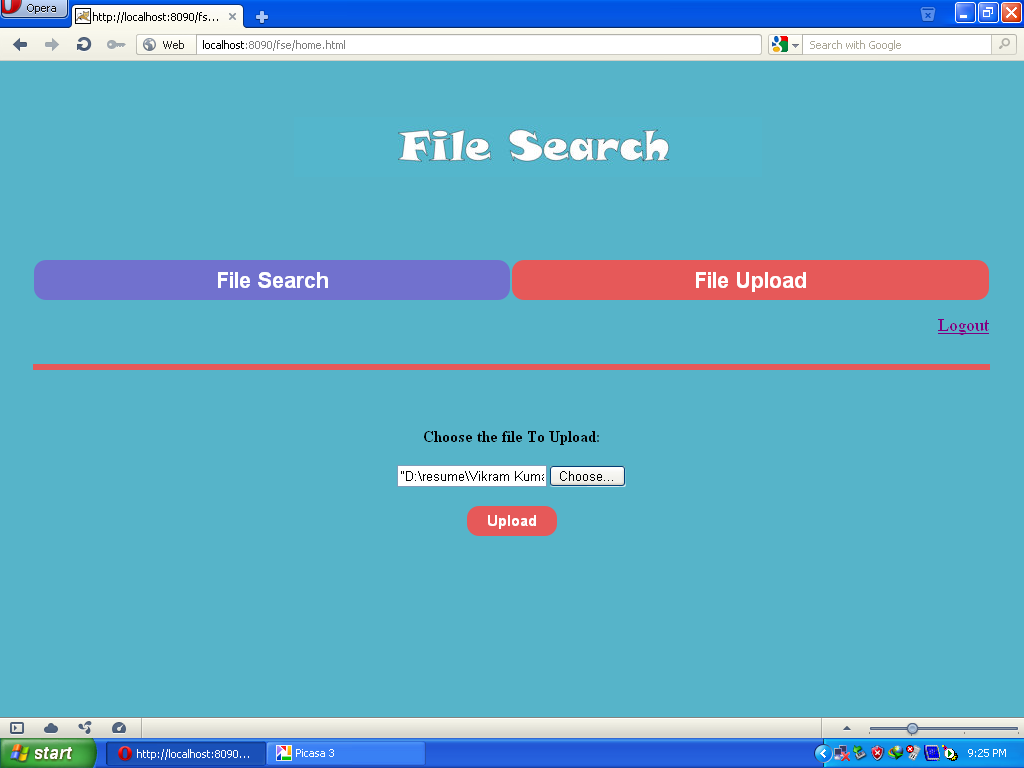 Opera
http://localhost:8090/fs...
Web
localhost:8090/fse/home.html
Search with Google
File Search
File Search
File Upload
Logout
Choose the file To Upload:
"D:\resume\Vikram Kuma
Choose...
Upload
start
http://localhost:8090...
Picasa 3
9:25 PM